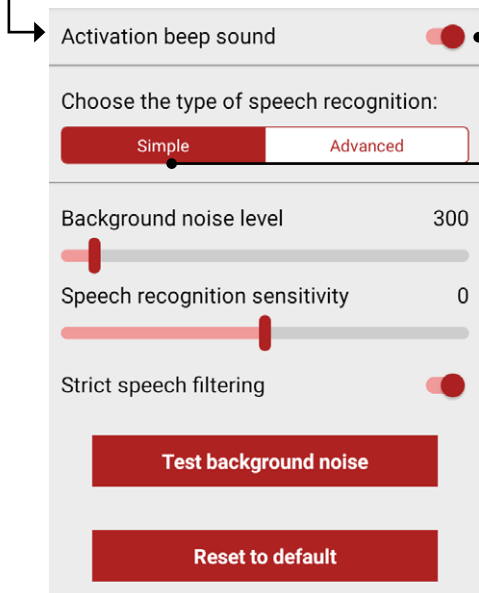 Activation beep sound
Choose the type of speech recognition:
Simple Advanced
Background noise level 300
Speech recognition sensitivity 0
Strict speech filtering
Test background noise
Reset to default